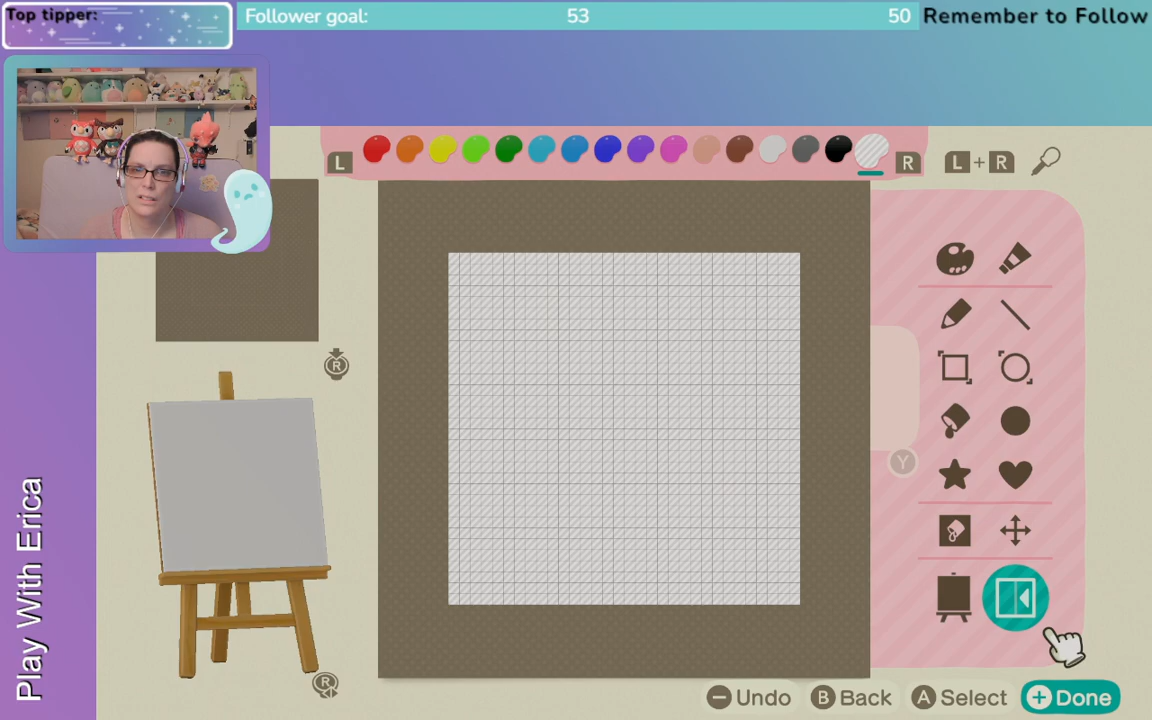 Top tipper:
Follower goal: 53 50
Remember to Follow
L
R
L + R
R
Y
R
Play With Erica
− Undo
B Back
A Select
+ Done